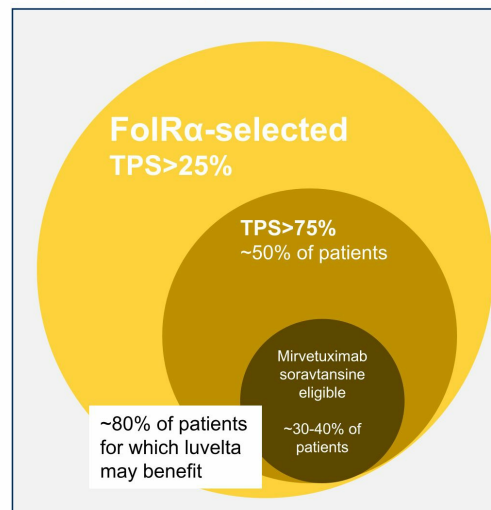 FolRα-selected
TPS>25%
TPS>75%
~50% of patients
Mirvetuximab
soravtansine
eligible
~30-40% of
patients
~80% of patients
for which luvelta
may benefit